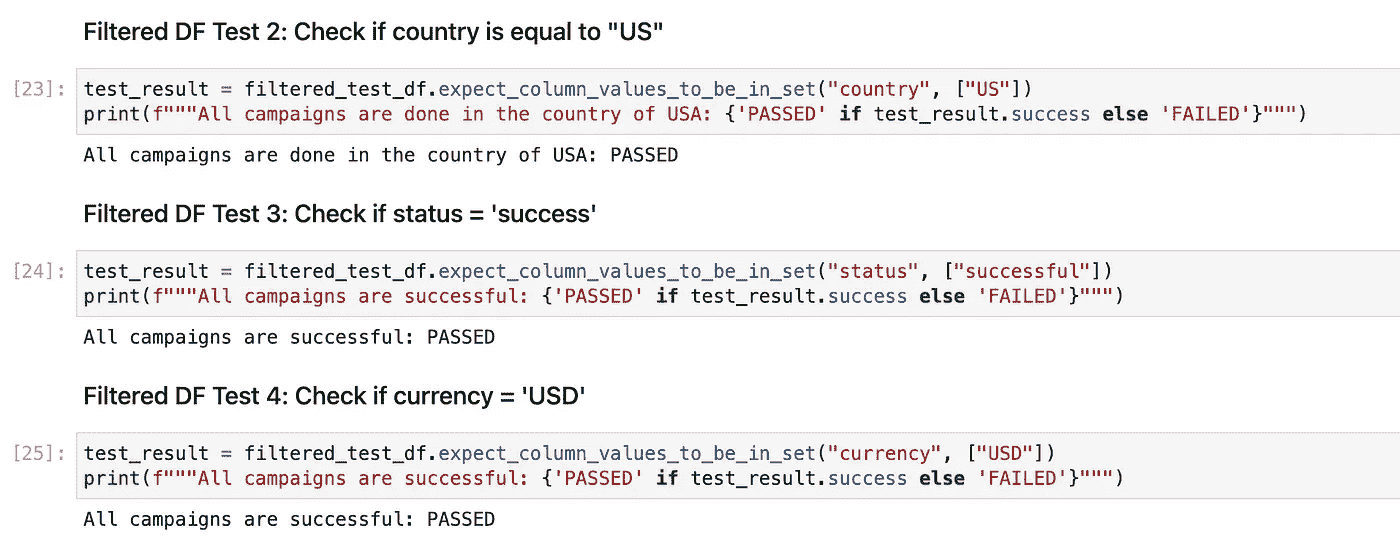 Filtered DF Test 2: Check if country is equal to "US"
[23]: test_result = filtered_test_df.expect_column_values_to_be_in_set("country", ["US"])
print(f"""All campaigns are done in the country of USA: {'PASSED' if test_result.success else 'FAILED'}""")
All campaigns are done in the country of USA: PASSED
Filtered DF Test 3: Check if status = 'success'
[24]: test_result = filtered_test_df.expect_column_values_to_be_in_set("status", ["successful"])
print(f"""All campaigns are successful: {'PASSED' if test_result.success else 'FAILED'}""")
All campaigns are successful: PASSED
Filtered DF Test 4: Check if currency = 'USD'
[25]: test_result = filtered_test_df.expect_column_values_to_be_in_set("currency", ["USD"])
print(f"""All campaigns are successful: {'PASSED' if test_result.success else 'FAILED'}""")
All campaigns are successful: PASSED